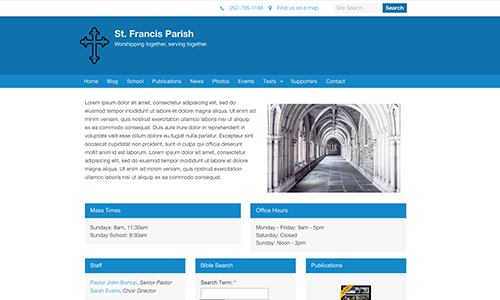 262-785-1188 Find us on a map Site Search Search
St. Francis Parish
Worshipping together, serving together.
Home Blog School Publications News Photos Events Tests Supporters Contact
Lorem ipsum dolor sit amet, consectetur adipiscing elit, sed do
eiusmod tempor incididunt ut labore et dolore magna aliqua. Ut enim ad
minim veniam, quis nostrud exercitation ullamco laboris nisi ut aliquip
ex ea commodo consequat. Duis aute irure dolor in reprehenderit in
voluptate velit esse cillum dolore eu fugiat nulla pariatur. Excepteur sint
occaecat cupidatat non proident, sunt in culpa qui officia deserunt
mollit anim id est laborum. Lorem ipsum dolor sit amet, consectetur
adipiscing elit, sed do eiusmod tempor incididunt ut labore et dolore
magna aliqua. Ut enim ad minim veniam, quis nostrud exercitation
ullamco laboris nisi ut aliquip ex ea commodo consequat.
Mass Times
Sundays: 8am, 11:30am
Sunday School: 9:30am
Office Hours
Monday - Friday: 9am - 5pm
Saturday: Closed
Sunday: Noon - 3pm
Staff
Pastor John Bishop, Senior Pastor
Sarah Evans, Choir Director
Bible Search
Search Term: *
Publications